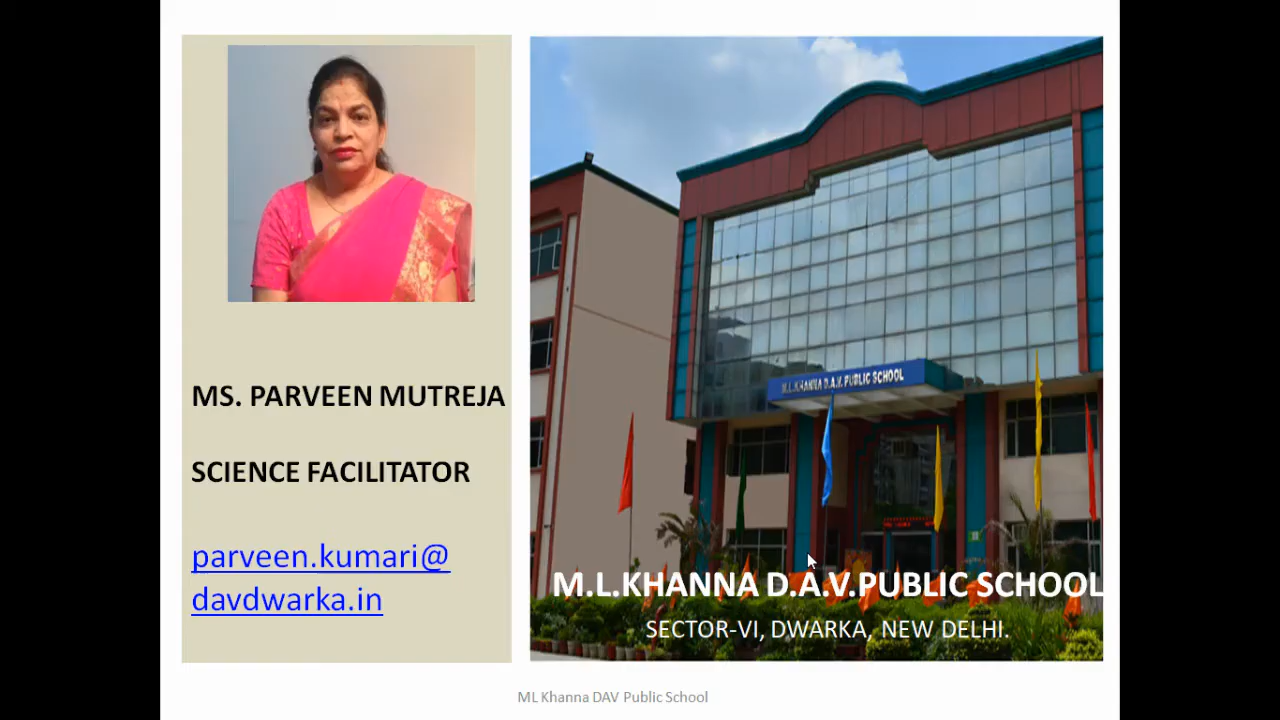 MS. PARVEEN MUTREJA
SCIENCE FACILITATOR
parveen.kumari@
davdwarka.in
M.L.KHANNA D.A.V. PUBLIC SCHOOL
M.L.KHANNA D.A.V.PUBLIC SCHOOL
SECTOR-VI, DWARKA, NEW DELHI.
ML Khanna DAV Public School